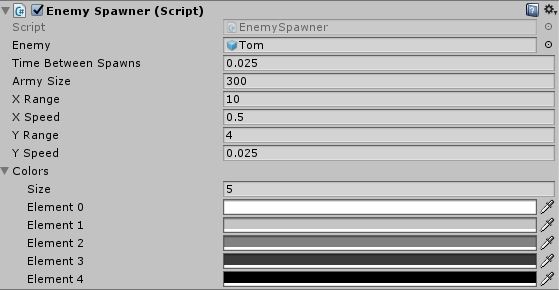 Enemy Spawner (Script)
Script EnemySpawner
Enemy Tom
Time Between Spawns 0.025
Army Size 300
X Range 10
X Speed 0.5
Y Range 4
Y Speed 0.025
Colors
Size 5
Element 0
Element 1
Element 2
Element 3
Element 4